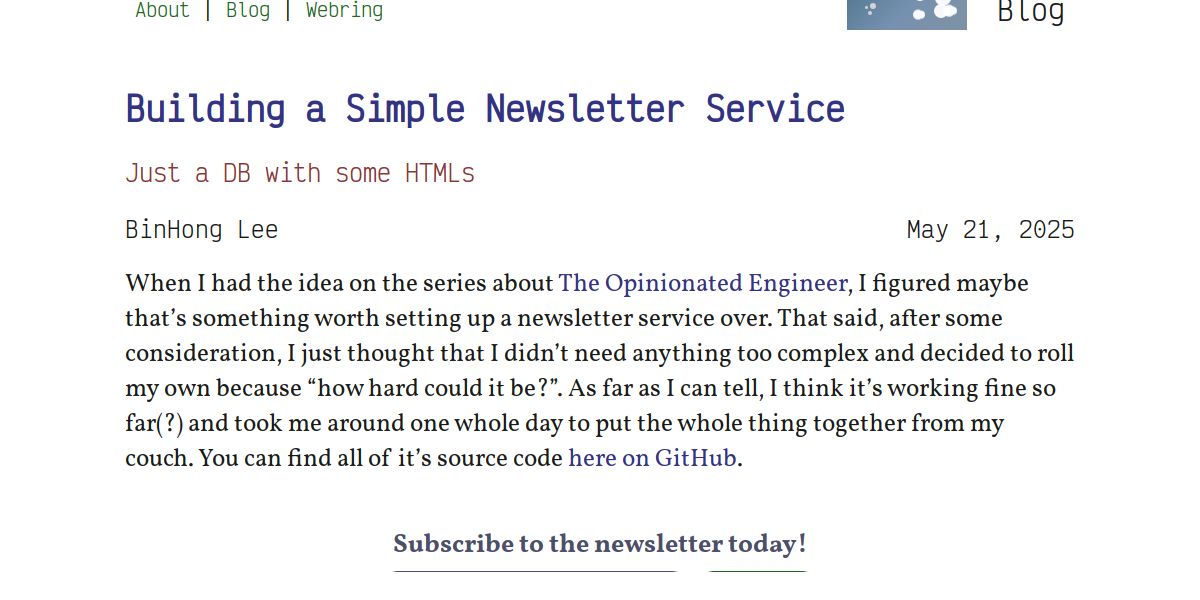 About | Blog | Webring
Blog
Building a Simple Newsletter Service
Just a DB with some HTMLs
BinHong Lee
May 21, 2025
When I had the idea on the series about The Opinionated Engineer, I figured maybe
that’s something worth setting up a newsletter service over. That said, after some
consideration, I just thought that I didn’t need anything too complex and decided to roll
my own because “how hard could it be?”. As far as I can tell, I think it’s working fine so
far(?) and took me around one whole day to put the whole thing together from my
couch. You can find all of it’s source code here on GitHub.
Subscribe to the newsletter today!